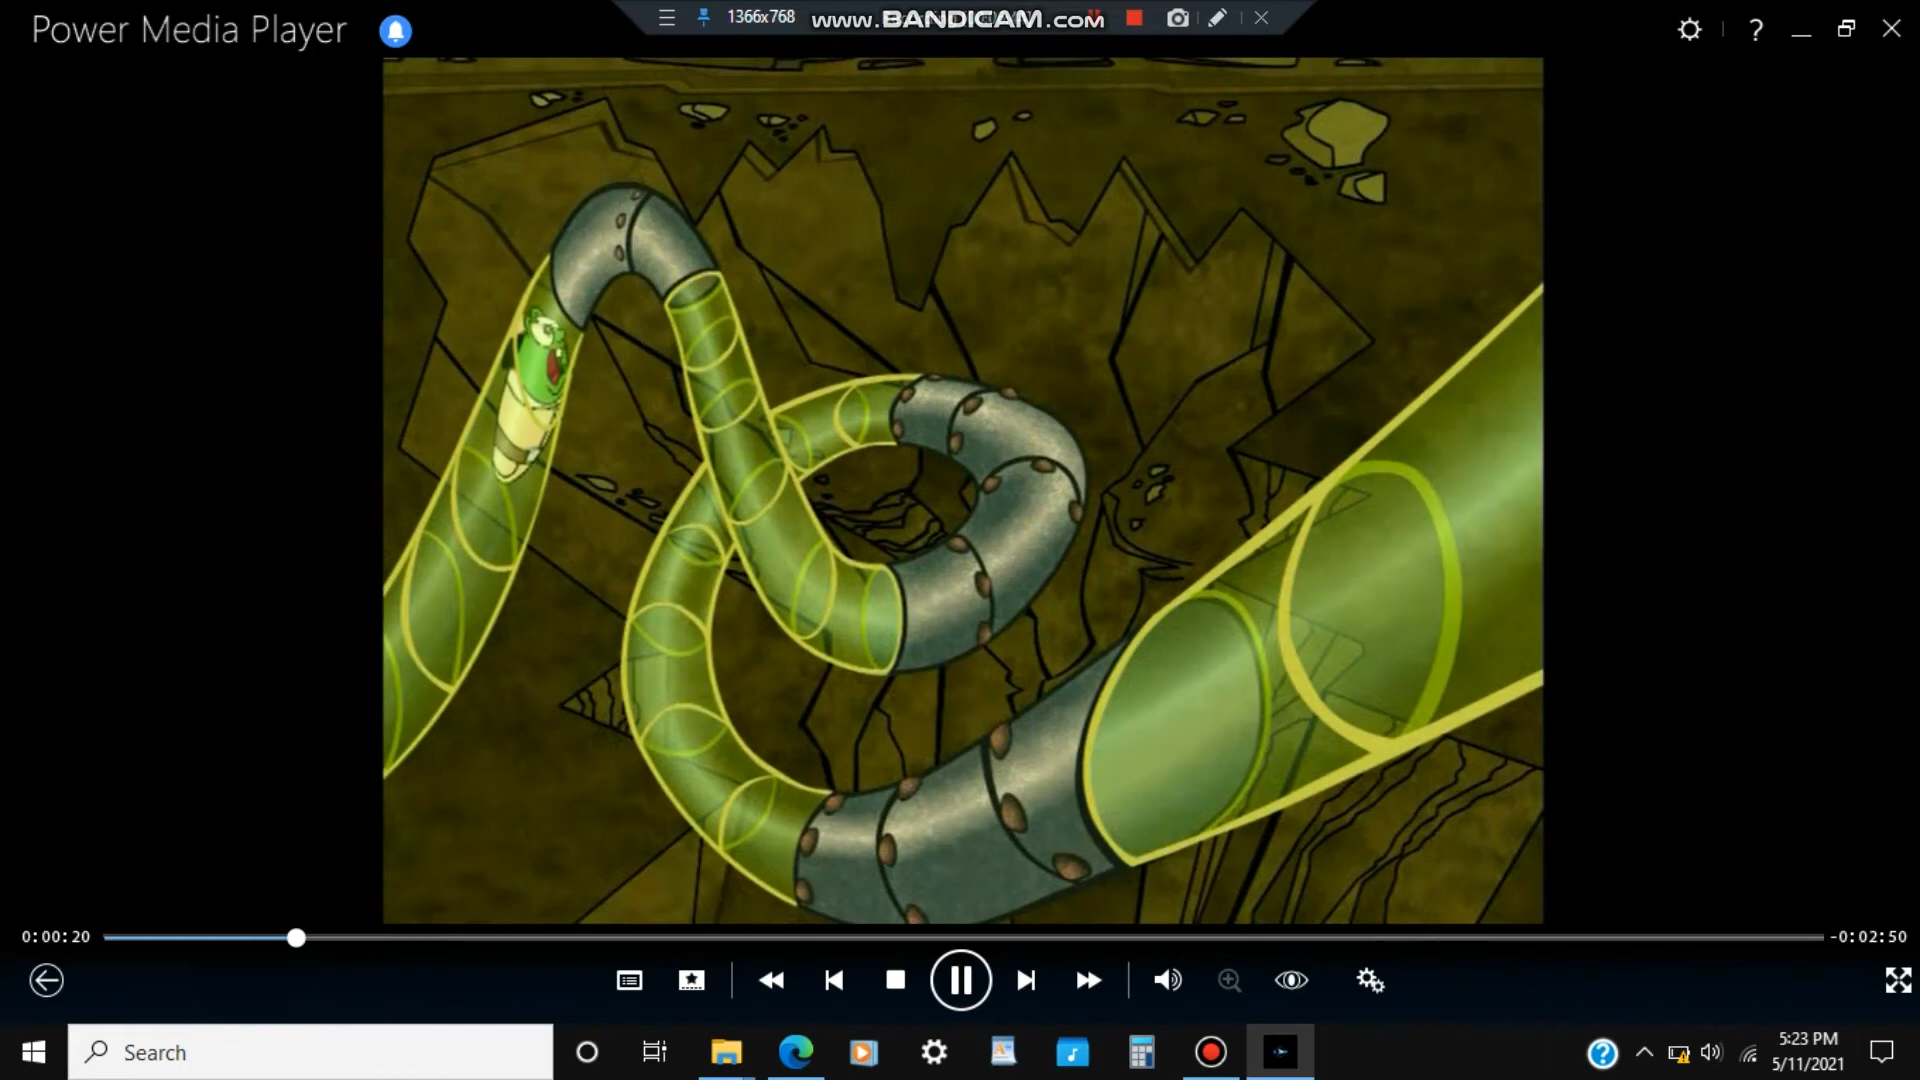 Power Media Player
1366x768
www.BANDICAM.com
?
0:00:20
-0:02:50
Search
?
5:23 PM
5/11/2021